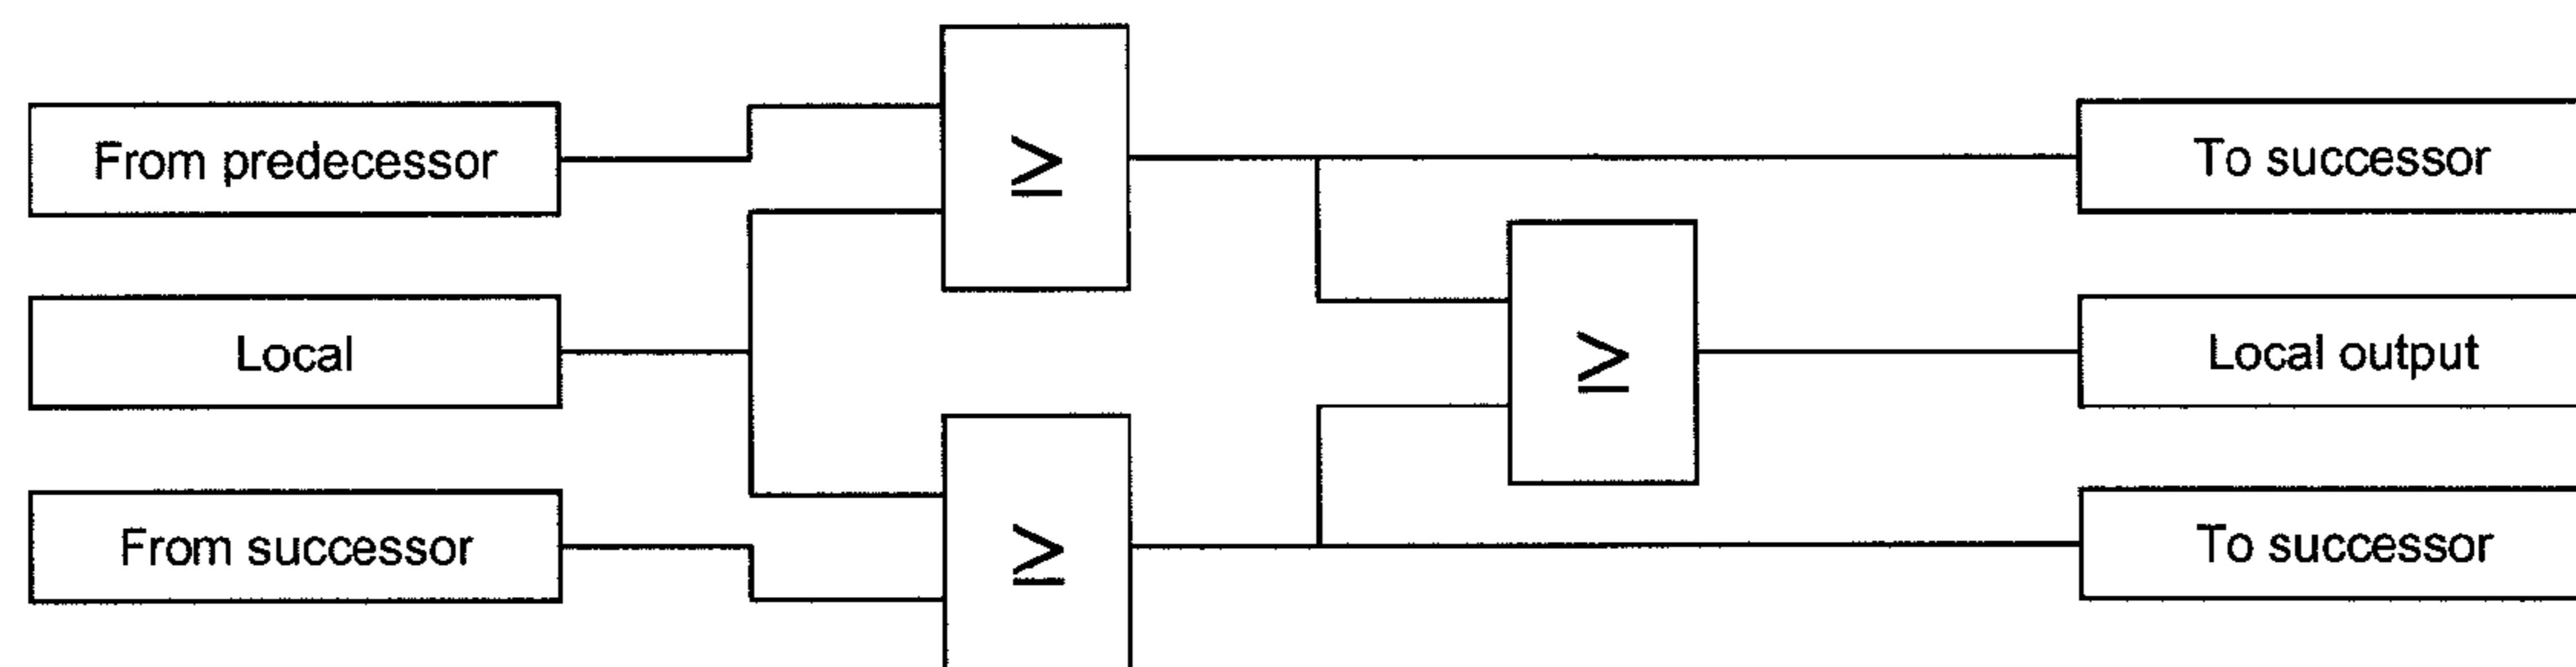 From predecessor
≥
To successor
Local
≥
Local output
From successor
≥
To successor